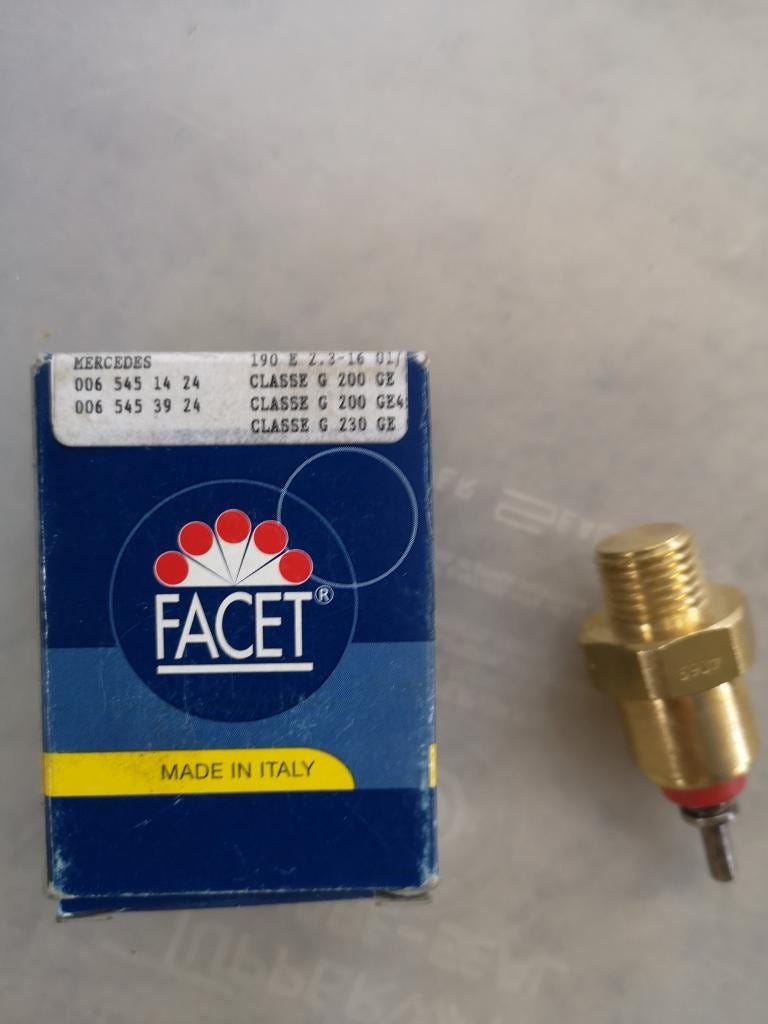 MERCEDES 190 E 2.3-16 01/
006 545 14 24 CLASSE G 200 GE
006 545 39 24 CLASSE G 200 GE4
CLASSE G 230 GE
FACET®
MADE IN ITALY